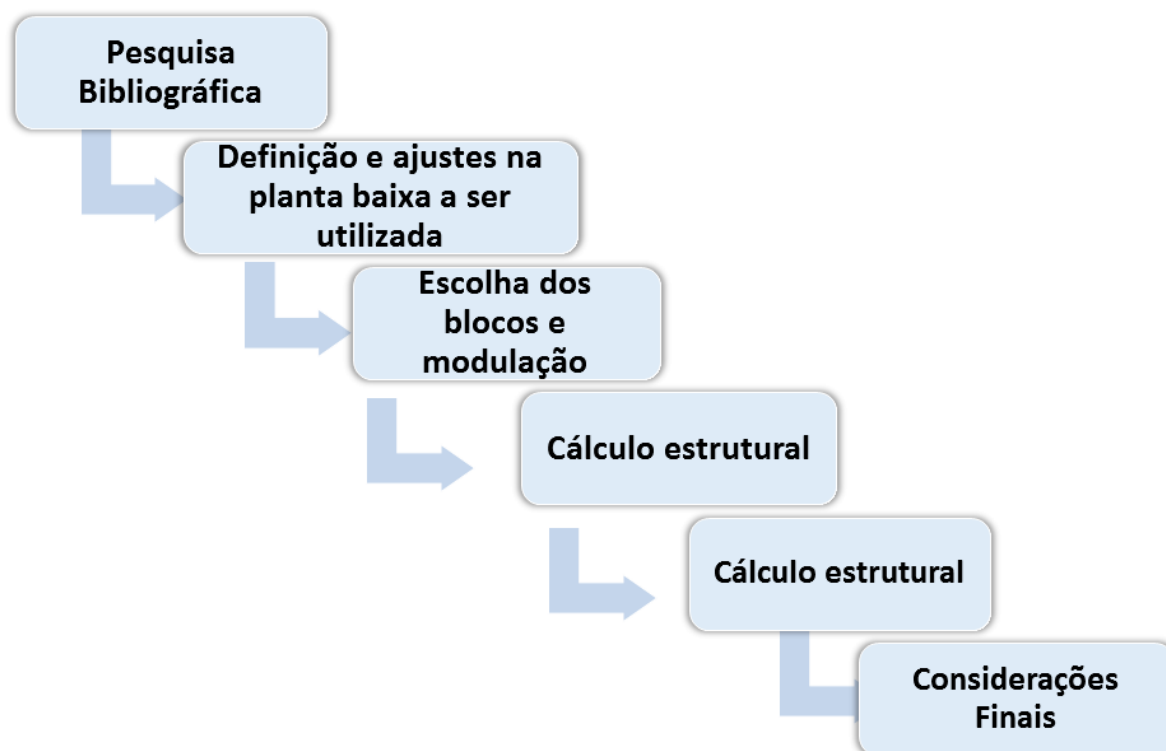 Pesquisa
Bibliográfica
Definição e ajustes na
planta baixa a ser
utilizada
Escolha dos
blocos e
modulação
Cálculo estrutural
Cálculo estrutural
Considerações
Finais